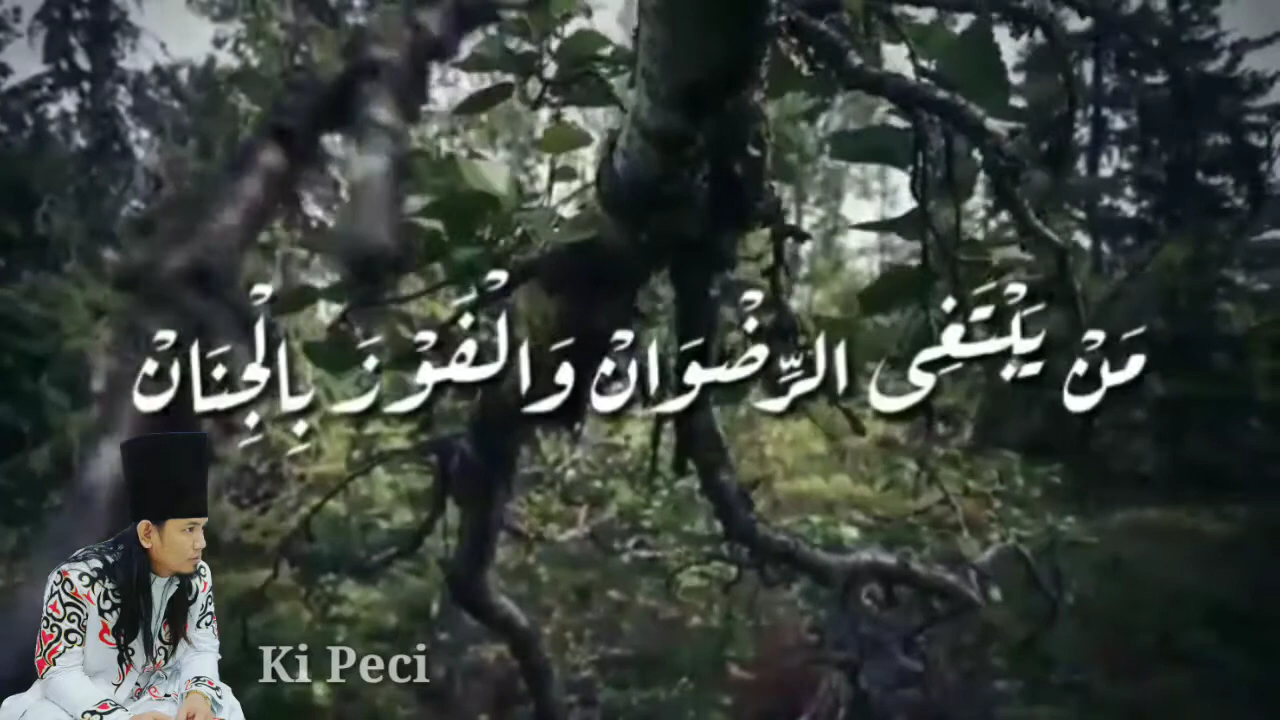 مَنْ يَلْتَغِى الرِّضْوَانْ وَالْفَوْزَ بِالْجِنَانْ
Ki Peci